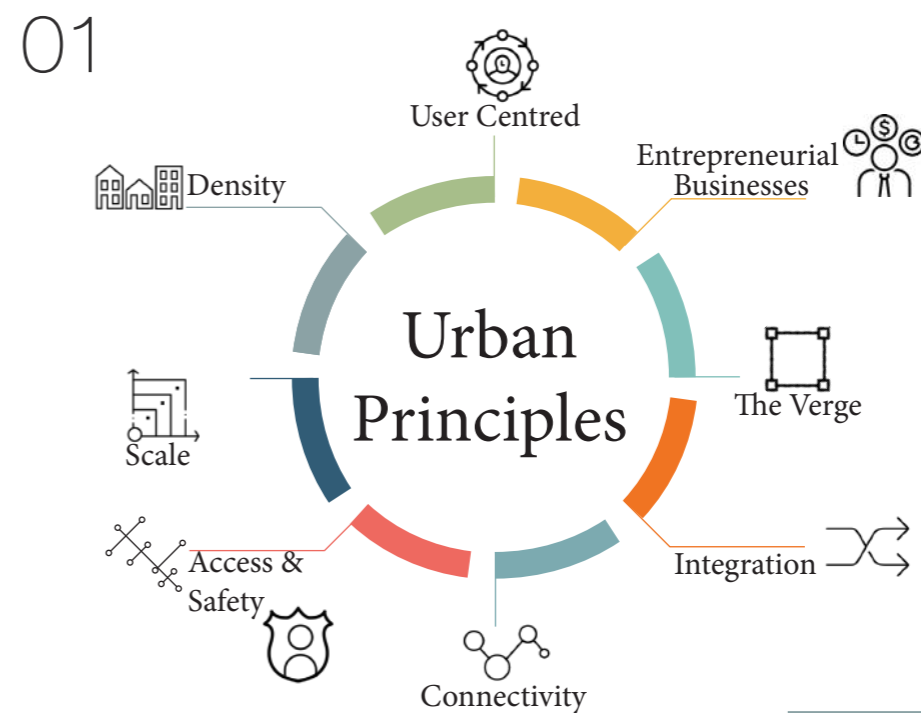 01
User Centred
Entrepreneurial
Businesses
Density
Urban
Principles
The Verge
Scale
Access &
Safety
Integration
Connectivity